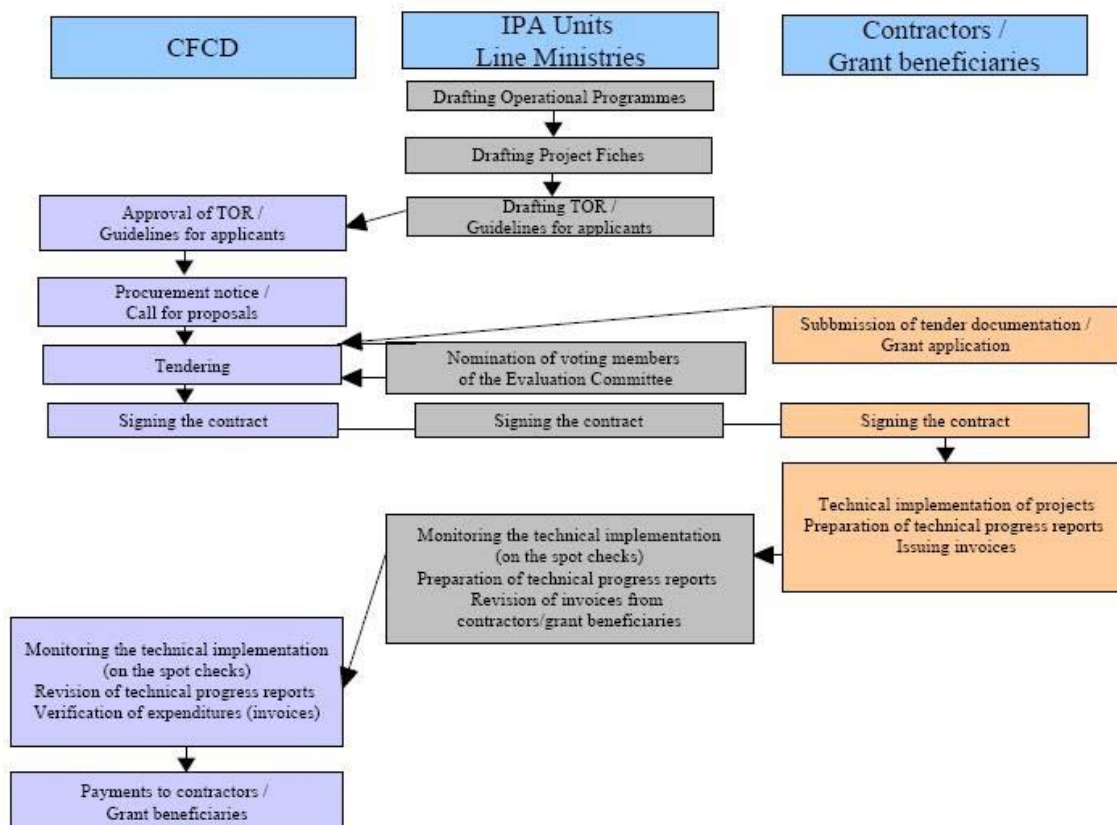 CFCD
IPA Units
Line Ministries
Contractors /
Grant beneficiaries
Drafting Operational Programmes
Drafting Project Fiches
Drafting TOR /
Guidelines for applicants
Approval of TOR /
Guidelines for applicants
Procurement notice /
Call for proposals
Subbmission of tender documentation /
Grant application
Tendering
Nomination of voting members
of the Evaluation Committee
Signing the contract
Signing the contract
Signing the contract
Technical implementation of projects
Preparation of technical progress reports
Issuing invoices
Monitoring the technical implementation
(on the spot checks)
Preparation of technical progress reports
Revision of invoices from
contractors/grant beneficiaries
Monitoring the technical implementation
(on the spot checks)
Revision of technical progress reports
Verification of expenditures (invoices)
Payments to contractors /
Grant beneficiaries